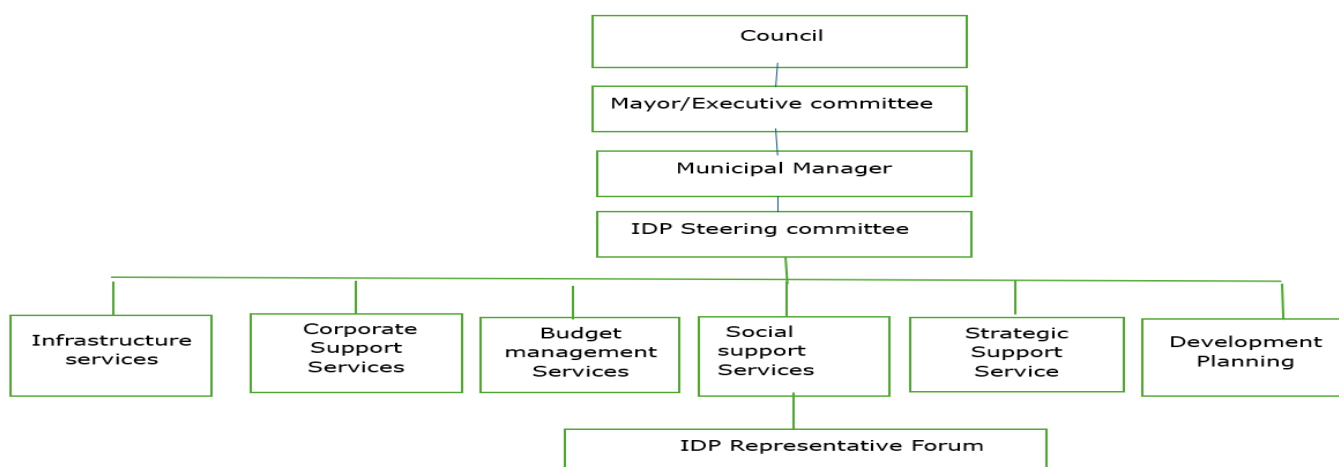 Council
Mayor/Executive committee
Municipal Manager
IDP Steering committee
Infrastructure
services
Corporate
Support
Services
Budget
management
Services
Social
support
Services
Strategic
Support
Service
Development
Planning
IDP Representative Forum